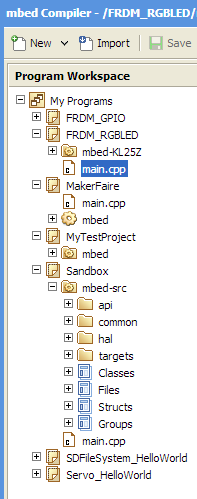 mbed Compiler - /FRDM_RGBLED/
New Import Save
Program Workspace
My Programs
FRDM_GPIO
FRDM_RGBLED
mbed-KL25Z
main.cpp
MakerFaire
main.cpp
mbed
MyTestProject
mbed
Sandbox
mbed-src
api
common
hal
targets
Classes
Files
Structs
Groups
main.cpp
SDFileSystem_HelloWorld
Servo_HelloWorld